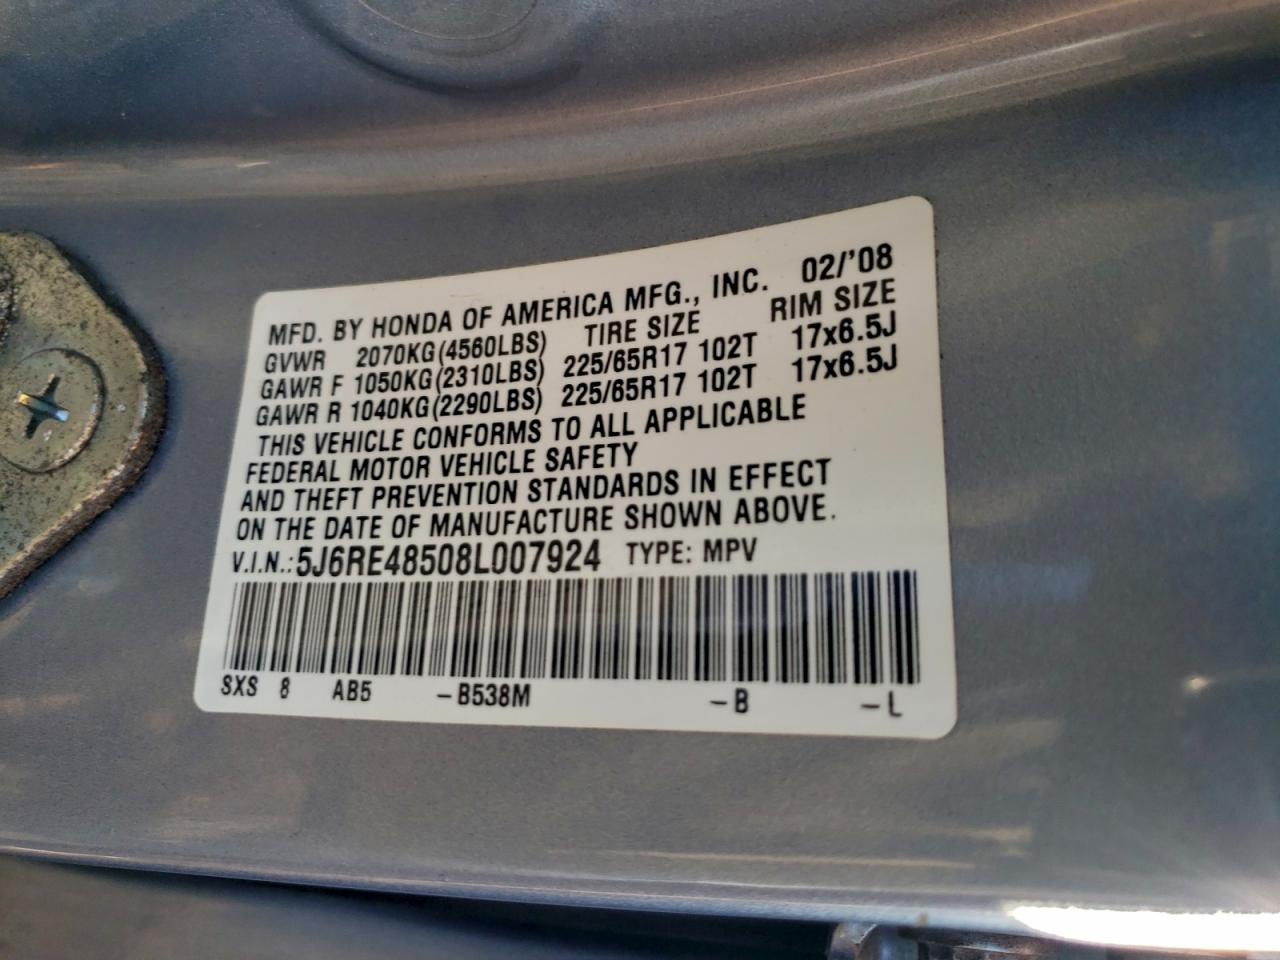 MFD. BY HONDA OF AMERICA MFG., INC. 02/'08
GVWR 2070KG(4560LBS) TIRE SIZE RIM SIZE
GAWR F 1050KG(2310LBS) 225/65R17 102T 17x6.5J
GAWR R 1040KG(2290LBS) 225/65R17 102T 17x6.5J
THIS VEHICLE CONFORMS TO ALL APPLICABLE
FEDERAL MOTOR VEHICLE SAFETY
AND THEFT PREVENTION STANDARDS IN EFFECT
ON THE DATE OF MANUFACTURE SHOWN ABOVE.
V.I.N.:5J6RE48508L007924 TYPE: MPV
SXS 8 AB5 -B538M -B -L